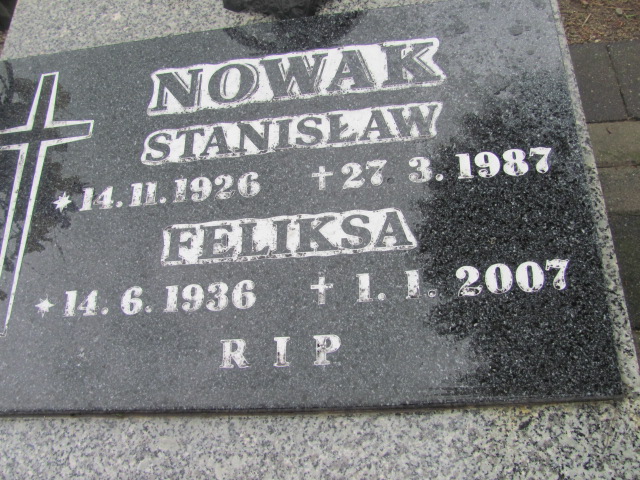 NOWAK
STANISŁAW
*14.11.1926 †27 3.1987
FELIKSA
*14.6.1936 †1.1.2007
R I P